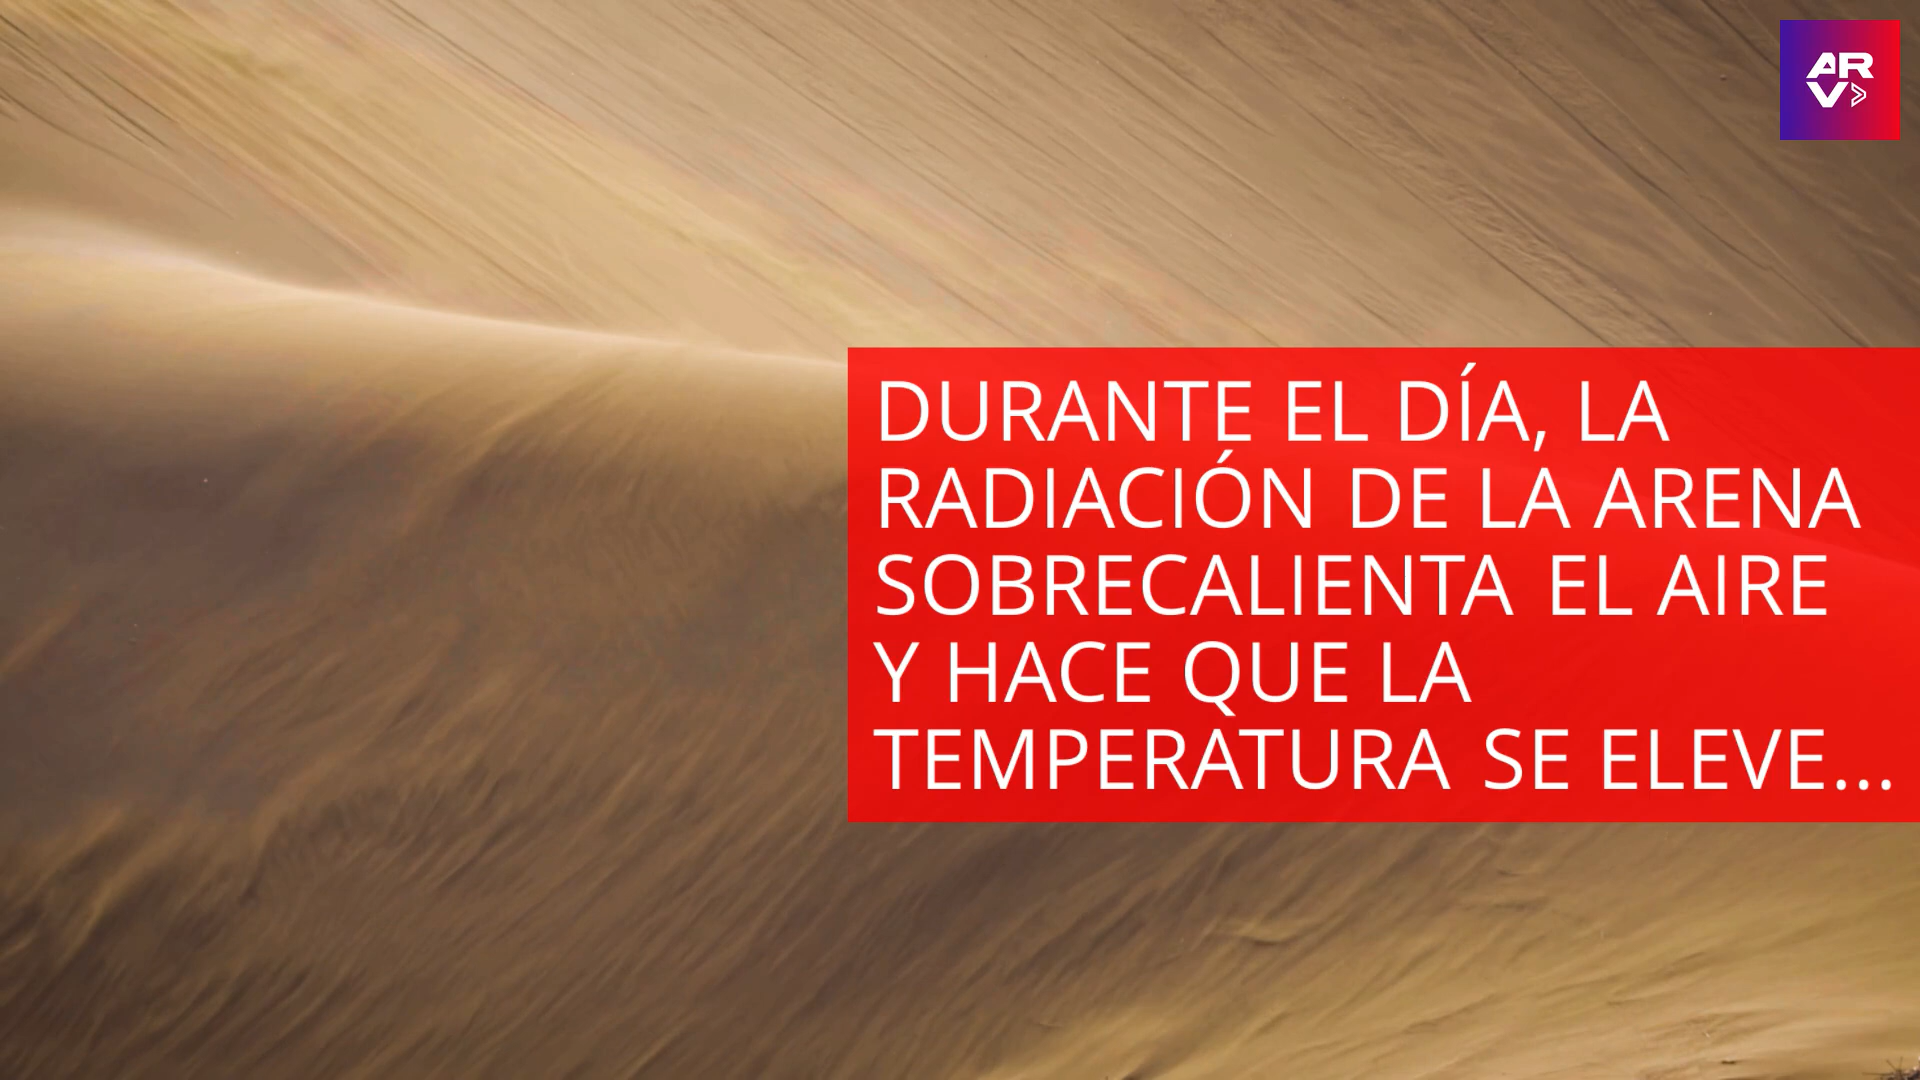 ARV
DURANTE EL DÍA, LA
RADIACIÓN DE LA ARENA
SOBRECALIENTA EL AIRE
Y HACE QUE LA
TEMPERATURA SE ELEVE...